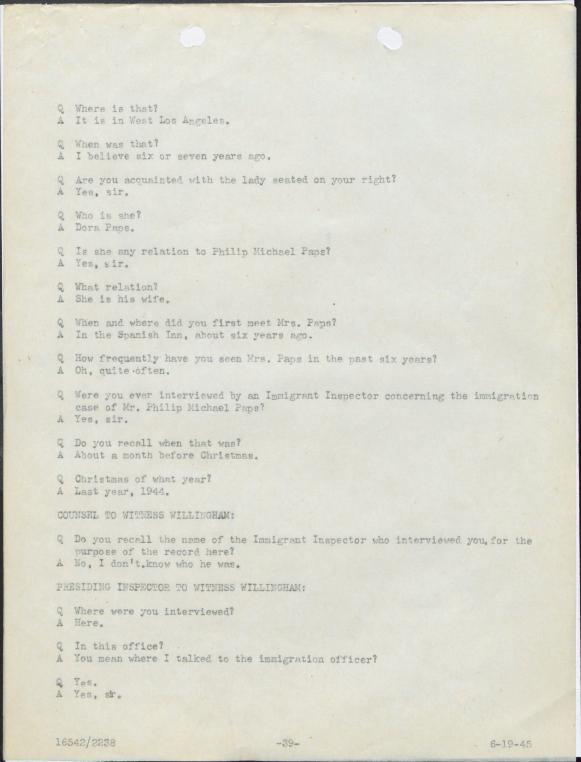 Q Where is that?
A It is in West Los Angeles.
Q When was that?
A I believe six or seven years ago.
Q Are you acquainted with the lady seated on your right?
A Yes, sir.
Q Who is she?
A Dora Paps.
Q Is she any relation to Philip Michael Paps?
A Yes, sir.
Q What relation?
A She is his wife.
Q When and where did you first meet Mrs. Paps?
A In the Spanish Inn, about six years ago.
Q How frequently have you seen Mrs. Paps in the past six years?
A Oh, quite often.
Q Were you ever interviewed by an Immigrant Inspector concerning the immigration
case of Mr. Philip Michael Paps?
A Yes, sir.
Q Do you recall when that was?
A About a month before Christmas.
Q Christmas of what year?
A Last year, 1944.
COUNSEL TO WITNESS WILLINGHAM:
Q Do you recall the name of the Immigrant Inspector who interviewed you, for the
purpose of the record here?
A No, I don't.know who he was.
PRESIDING INSPECTOR TO WITNESS WILLINGHAM:
Q Where were you interviewed?
A Here.
Q In this office?
A You mean where I talked to the immigration officer?
Q Yes.
A Yes, sr.
16542/2238 -39- 6-19-45